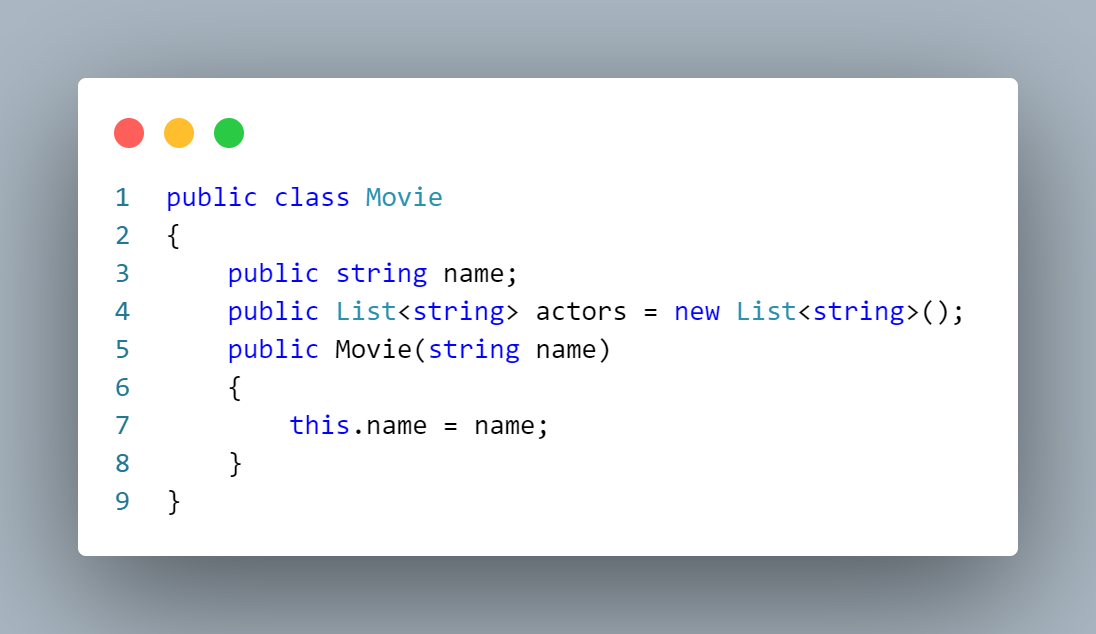 1 public class Movie
2 {
3     public string name;
4     public List<string> actors = new List<string>();
5     public Movie(string name)
6     {
7         this.name = name;
8     }
9 }